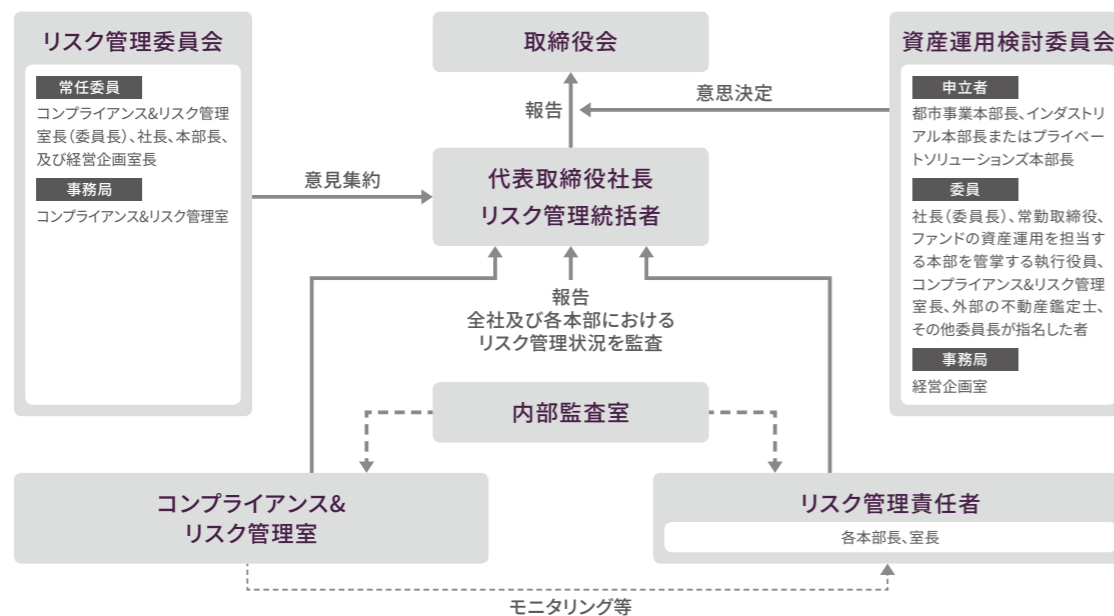 リスク管理委員会
常任委員
コンプライアンス&リスク管理
室長(委員長)、社長、本部長、
及び経営企画室長
事務局
コンプライアンス&リスク管理室
取締役会
報告
意思決定
意見集約
代表取締役社長
リスク管理統括者
資産運用検討委員会
申立者
都市事業本部長、インダストリ
アル本部長またはプライベー
トソリューションズ本部長
委員
社長(委員長)、常勤取締役、
ファンドの資産運用を担当す
る本部を管掌する執行役員、
コンプライアンス&リスク管理
室長、外部の不動産鑑定士、
その他委員長が指名した者
事務局
経営企画室
報告
全社及び各本部における
リスク管理状況を監査
内部監査室
コンプライアンス&
リスク管理室
リスク管理責任者
各本部長、室長
モニタリング等